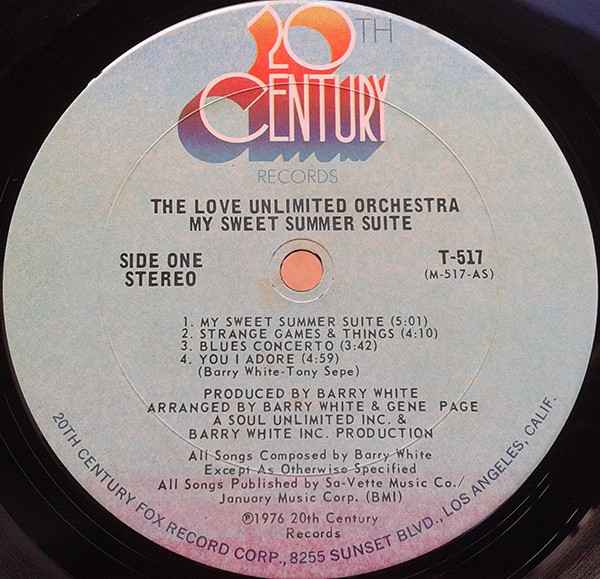 20TH
CENTURY
RECORDS
THE LOVE UNLIMITED ORCHESTRA
MY SWEET SUMMER SUITE
SIDE ONE
STEREO
T-517
(M-517-AS)
1. MY SWEET SUMMER SUITE (5:01)
2. STRANGE GAMES & THINGS (4:10)
3. BLUES CONCERTO (3:42)
4. YOU I ADORE (4:59)
(Barry White-Tony Sepe)
PRODUCED BY BARRY WHITE
ARRANGED BY BARRY WHITE & GENE PAGE
A SOUL UNLIMITED INC. &
BARRY WHITE INC. PRODUCTION
All Songs Composed by Barry White
Except As Otherwise Specified
All Songs Published by Sa-Vette Music Co./
January Music Corp. (BMI)
℗1976 20th Century
Records
20TH CENTURY FOX RECORD CORP., 8255 SUNSET BLVD., LOS ANGELES, CALIF.